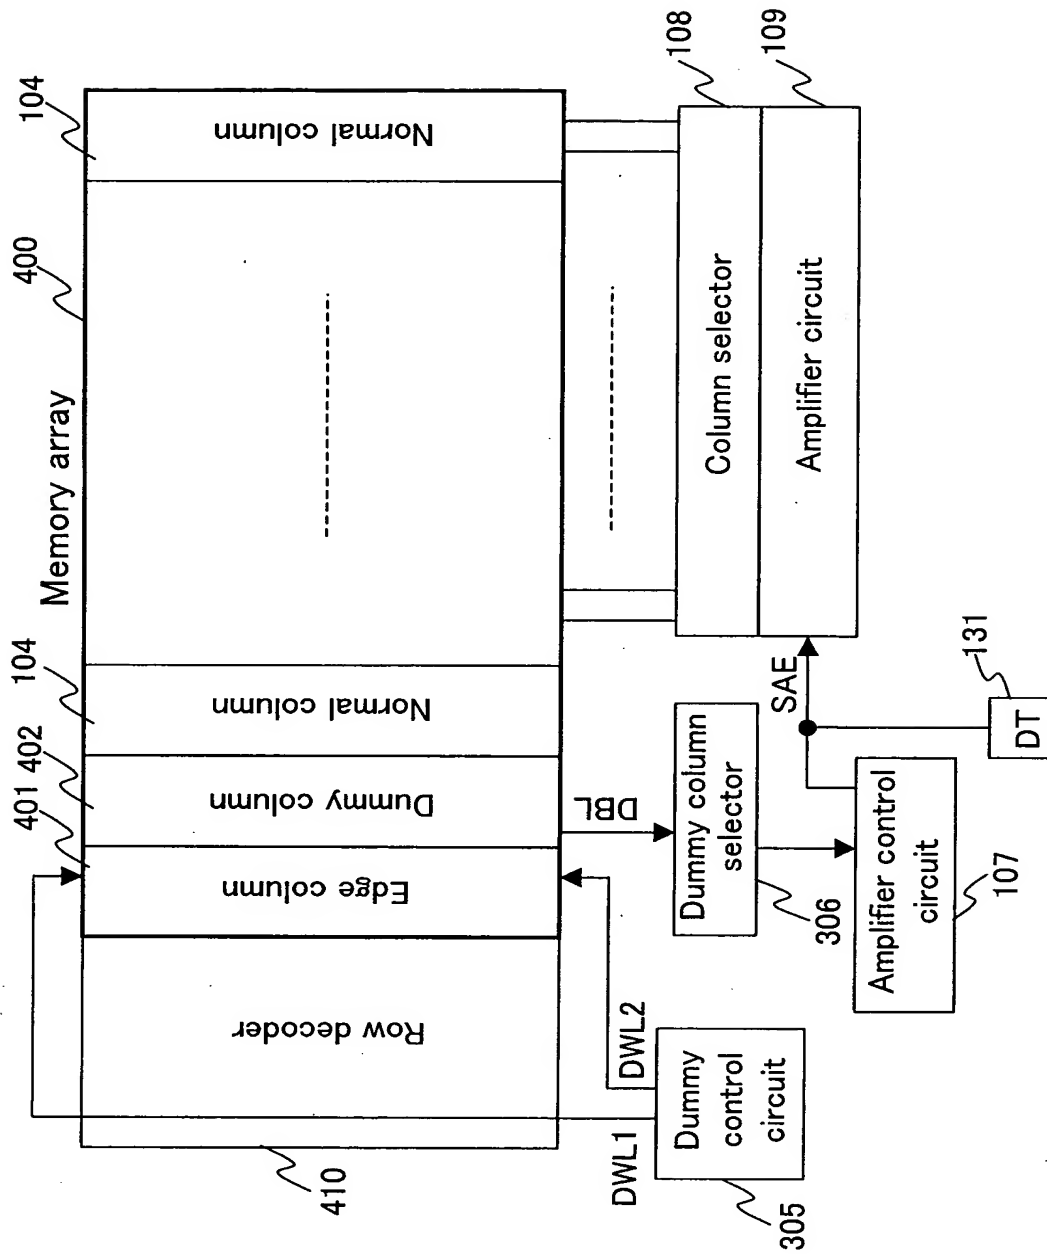 Memory array
400
104
Normal column
104
Normal column
402
Dummy column
401
Edge column
Row decoder
410
108
Column selector
109
Amplifier circuit
DBL
Dummy column
selector
306
SAE
131
DT
Amplifier control
circuit
107
DWL1
DWL2
Dummy
control
circuit
305